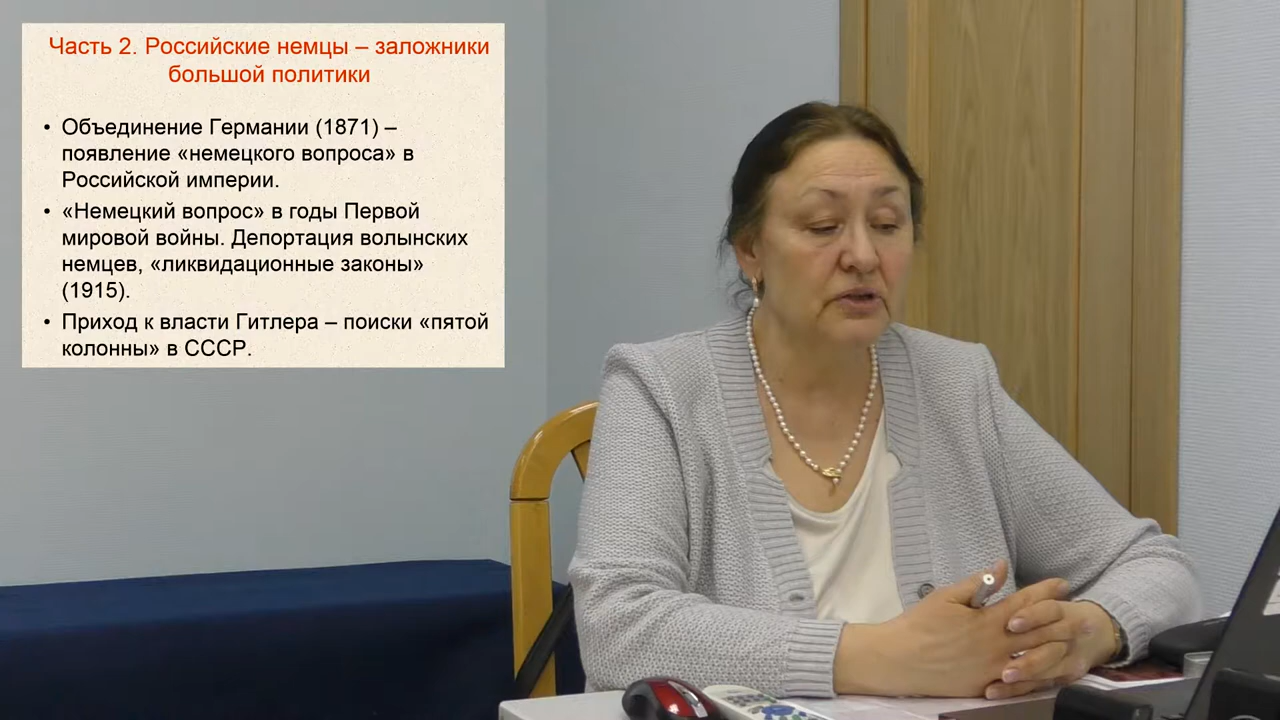 Часть 2. Российские немцы – заложники
большой политики
• Объединение Германии (1871) –
появление «немецкого вопроса» в
Российской империи.
• «Немецкий вопрос» в годы Первой
мировой войны. Депортация волынских
немцев, «ликвидационные законы»
(1915).
• Приход к власти Гитлера – поиски «пятой
колонны» в СССР.